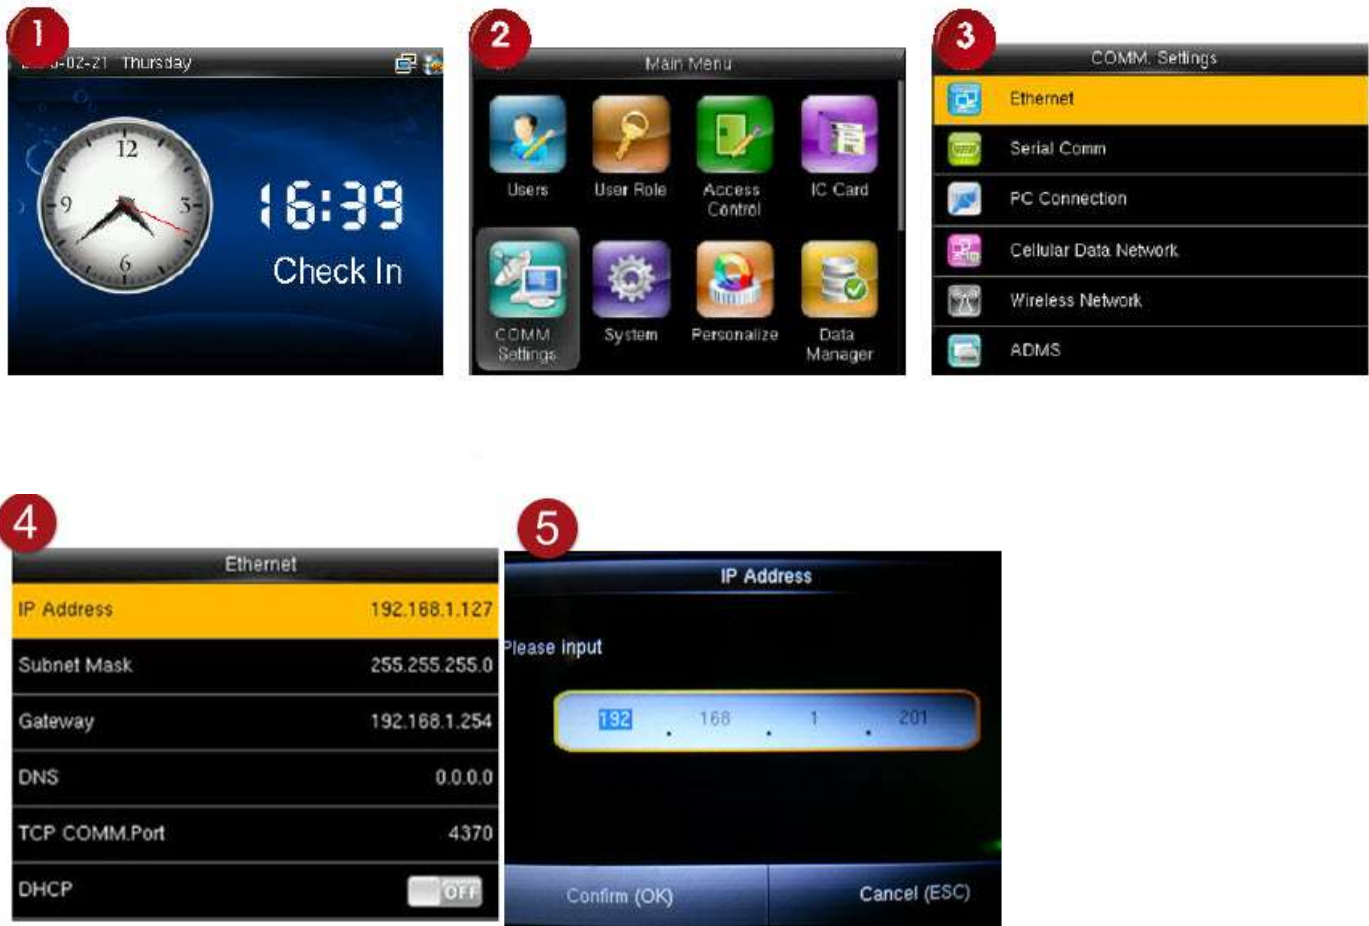 1
-02-21 Thursday
12
9
3
6
16:39
Check In
2
Main Menu
Users
User Role
Access
Control
IC Card
COMM.
Settings
System
Personalize
Data
Manager
3
COMM. Settings
Ethernet
Serial Comm
PC Connection
Cellular Data Network
Wireless Network
ADMS
4
Ethernet
IP Address 192.168.1.127
Subnet Mask 255.255.255.0
Gateway 192.168.1.254
DNS 0.0.0.0
TCP COMM.Port 4370
DHCP OFF
5
IP Address
Please input
192 . 168 . 1 . 201
Confirm (OK) Cancel (ESC)